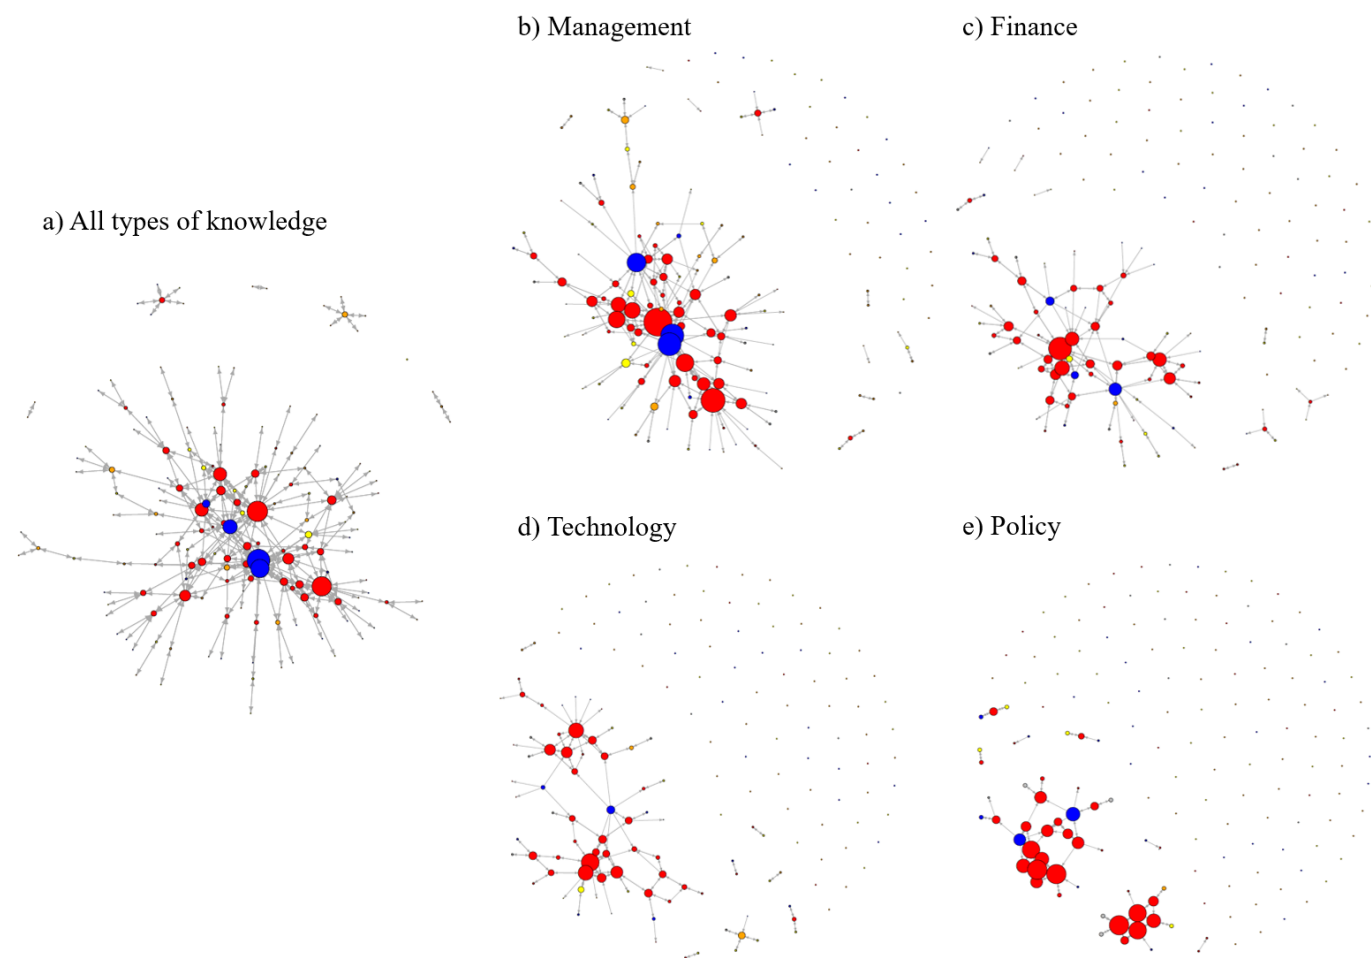 b) Management
c) Finance
a) All types of knowledge
d) Technology
e) Policy